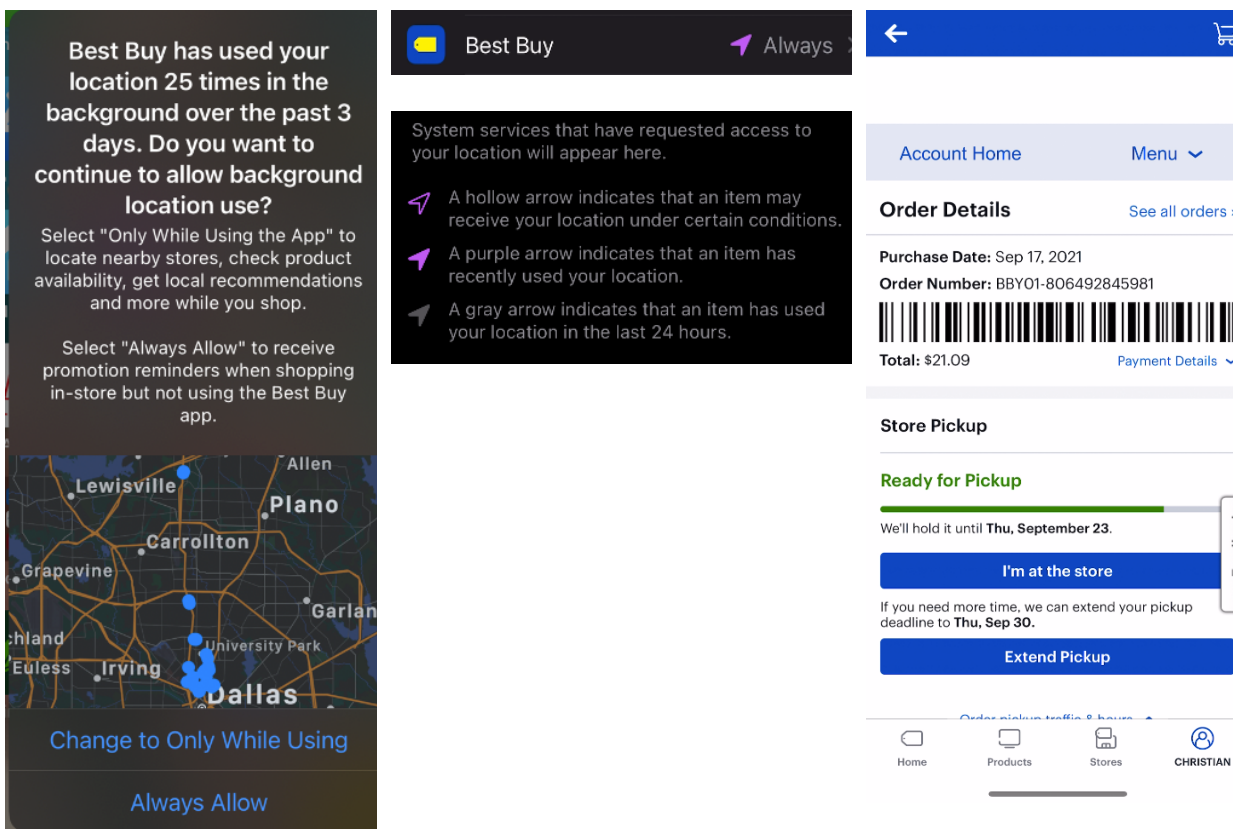 Best Buy has used your
location 25 times in the
background over the past 3
days. Do you want to
continue to allow background
location use?
Select "Only While Using the App" to
locate nearby stores, check product
availability, get local recommendations
and more while you shop.
Select "Always Allow" to receive
promotion reminders when shopping
in-store but not using the Best Buy
app.
Allen
Lewisville
Plano
Carrollton
Grapevine
Garlan
hland
University Park
Euless
Irving
Dallas
Change to Only While Using
Always Allow
Best Buy Always
System services that have requested access to
your location will appear here.
A hollow arrow indicates that an item may
receive your location under certain conditions.
A purple arrow indicates that an item has
recently used your location.
A gray arrow indicates that an item has used
your location in the last 24 hours.
Account Home Menu
Order Details See all orders
Purchase Date: Sep 17, 2021
Order Number: BBY01-806492845981
Total: $21.09 Payment Details
Store Pickup
Ready for Pickup
We'll hold it until Thu, September 23.
I'm at the store
If you need more time, we can extend your pickup
deadline to Thu, Sep 30.
Extend Pickup
Order pickup traffic & hours
Home Products Stores CHRISTIAN